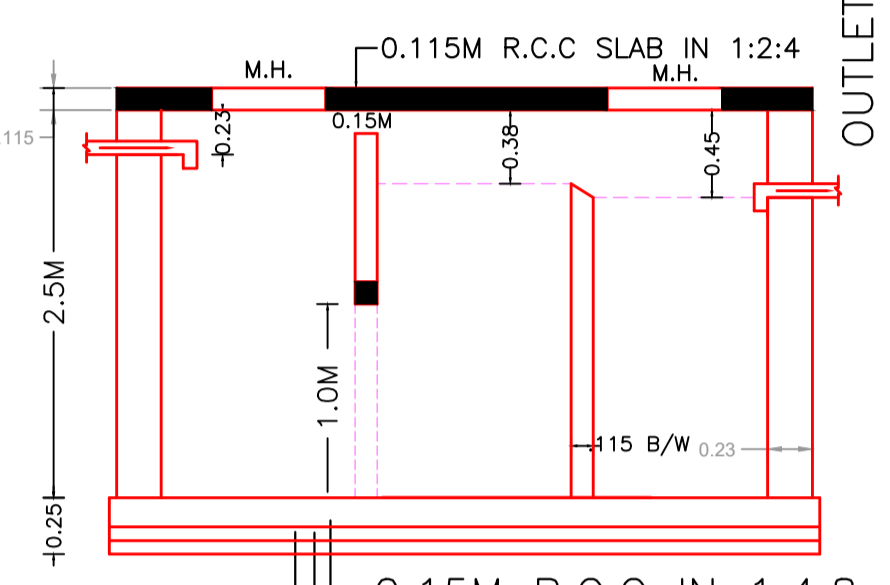 OUTLET
0.115M R.C.C SLAB IN 1:2:4
M.H.
M.H.
.115
0.23
0.15M
0.38
0.45
2.5M
1.0M
.115 B/W
0.23
0.25